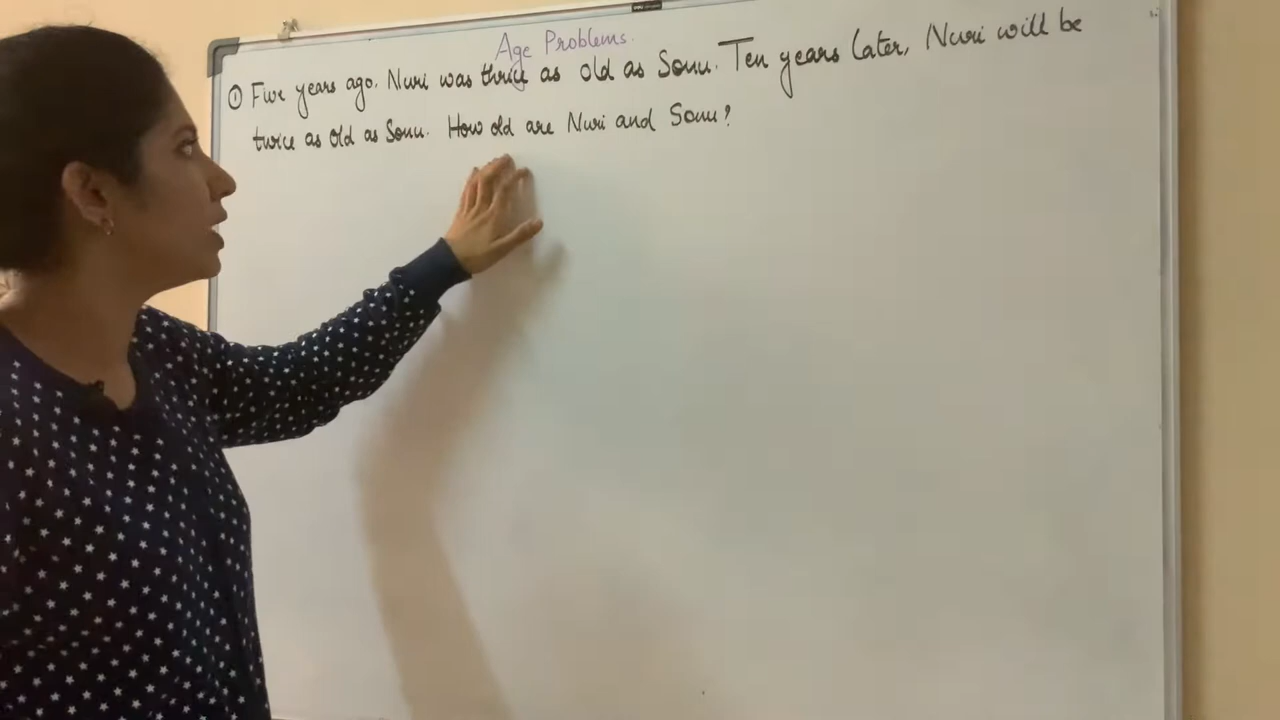 Age Problems.
① Five years ago, Nuri was thrice as old as Sonu. Ten years later, Nuri will be
twice as old as Sonu. How old are Nuri and Sonu?